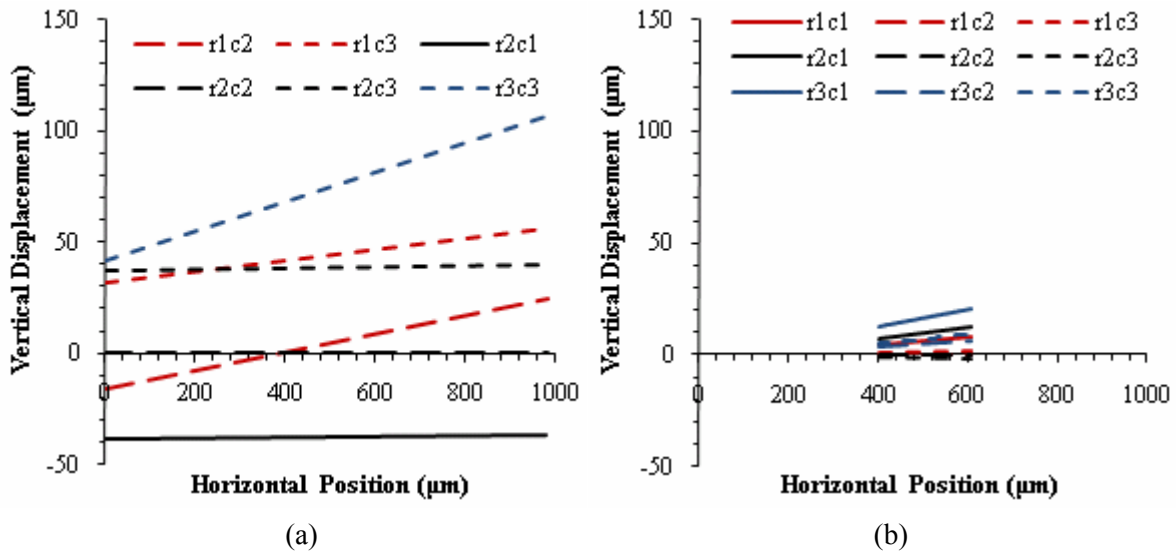 150
100
50
0
-50
Vertical Displacement (µm)
r1c2 r1c3 r2c1
r2c2 r2c3 r3c3
0 200 400 600 800 1000
Horizontal Position (µm)
(a)
150
100
50
0
-50
Vertical Displacement (µm)
r1c1 r1c2 r1c3
r2c1 r2c2 r2c3
r3c1 r3c2 r3c3
0 200 400 600 800 1000
Horizontal Position (µm)
(b)